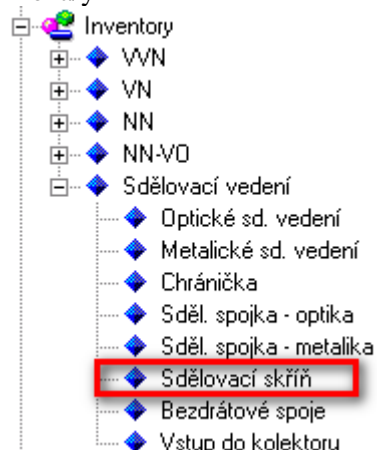 Inventory
VVN
VN
NN
NN-VO
Sdělovací vedení
Optické sd. vedení
Metalické sd. vedení
Chránička
Sděl. spojka - optika
Sděl. spojka - metalika
Sdělovací skříň
Bezdrátové spoje
Vstup do kolektoru